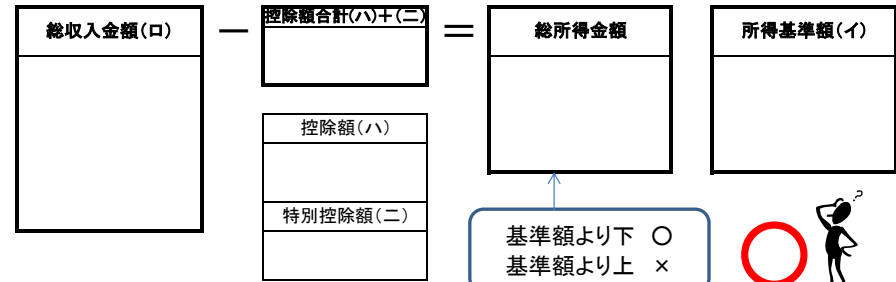 総収入金額(ロ)
―
控除額合計(ハ)+(二)
=
総所得金額
所得基準額(イ)
控除額(ハ)
特別控除額(二)
基準額より下 ○
基準額より上 ×
?